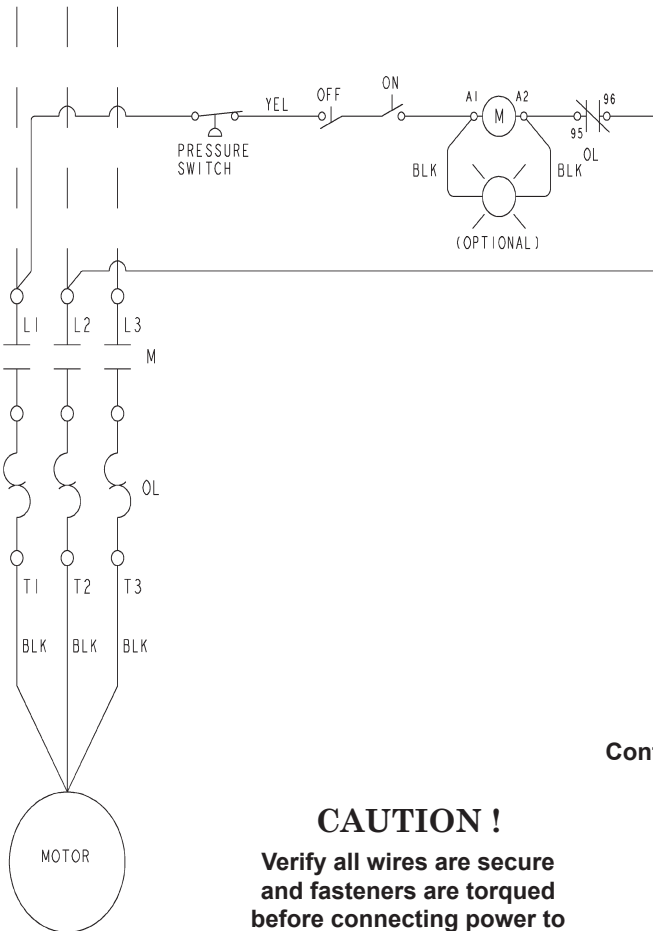 ON
OFF
YEL
PRESSURE
SWITCH
A1
M
A2
96
95
OL
BLK
BLK
(OPTIONAL)
L1
L2
L3
M
OL
T1
T2
T3
BLK
BLK
BLK
MOTOR
Cont
CAUTION !
Verify all wires are secure
and fasteners are torqued
before connecting power to